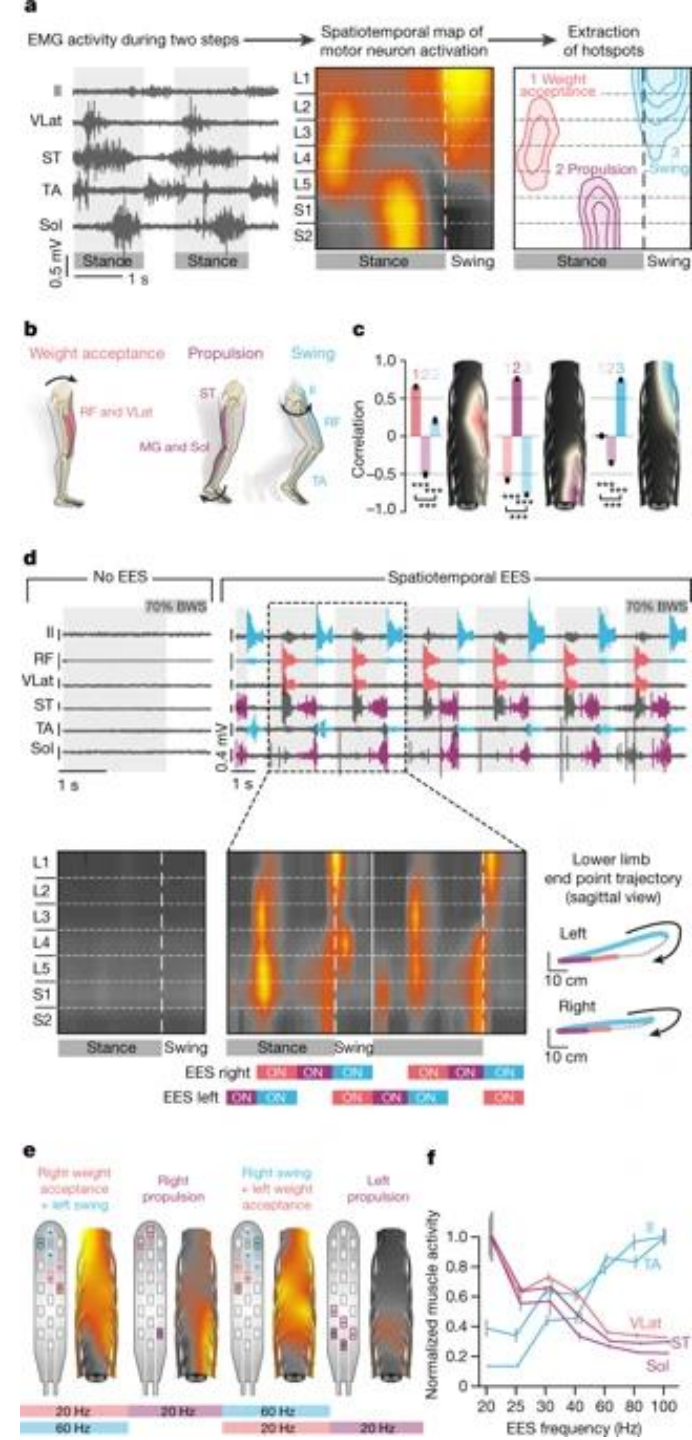 a
EMG activity during two steps
Spatiotemporal map of
motor neuron activation
Extraction
of hotspots
Il
VLat
ST
TA
Sol
0.5 mV
Stance
Stance
1 s
L1
L2
L3
L4
L5
S1
S2
Stance
Swing
1 Weight
acceptance
2 Propulsion
3
Swing
Stance
Swing
b
Weight acceptance
Propulsion
Swing
RF and VLat
ST
MG and Sol
Il
RF
TA
c
Correlation
1.0
0.5
0
−0.5
−1.0
123
123
123
*** ***
***
*** ***
***
*** ***
***
d
No EES
Spatiotemporal EES
70% BWS
70% BWS
Il
RF
VLat
ST
TA
Sol
1 s
0.4 mV
1 s
L1
L2
L3
L4
L5
S1
S2
Stance
Swing
Stance
Swing
EES right
ON ON ON ON ON ON
EES left
ON ON ON ON ON ON
Lower limb
end point trajectory
(sagittal view)
Left
10 cm
Right
10 cm
e
Right weight
acceptance
+ left swing
Right
propulsion
Right swing
+ left weight
acceptance
Left
propulsion
20 Hz 20 Hz 60 Hz
60 Hz 20 Hz 20 Hz
f
Normalized muscle activity
1.0
0.8
0.6
0.4
0.2
0
Il
TA
VLat
ST
Sol
20 25 30 40 60 80 100
EES frequency (Hz)